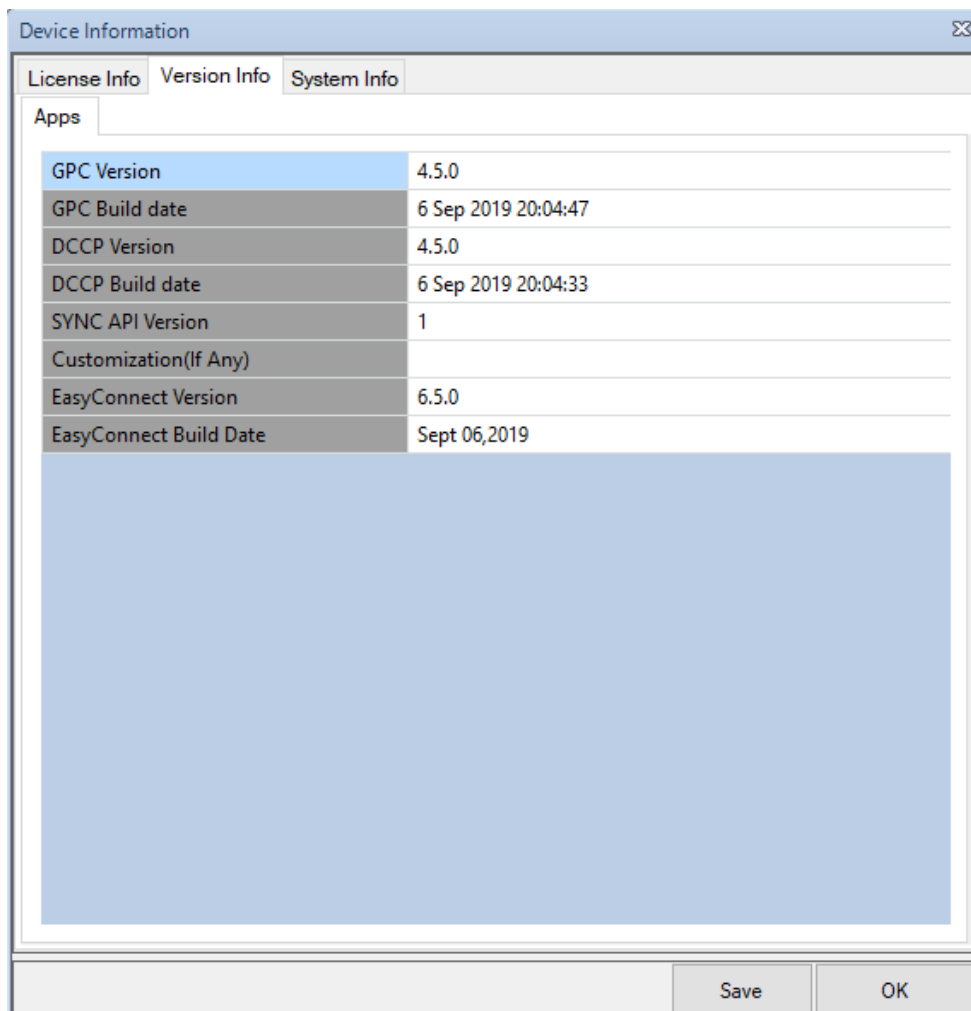 Device Information
License Info Version Info System Info
Apps
GPC Version 4.5.0
GPC Build date 6 Sep 2019 20:04:47
DCCP Version 4.5.0
DCCP Build date 6 Sep 2019 20:04:33
SYNC API Version 1
Customization(If Any)
EasyConnect Version 6.5.0
EasyConnect Build Date Sept 06,2019
Save OK